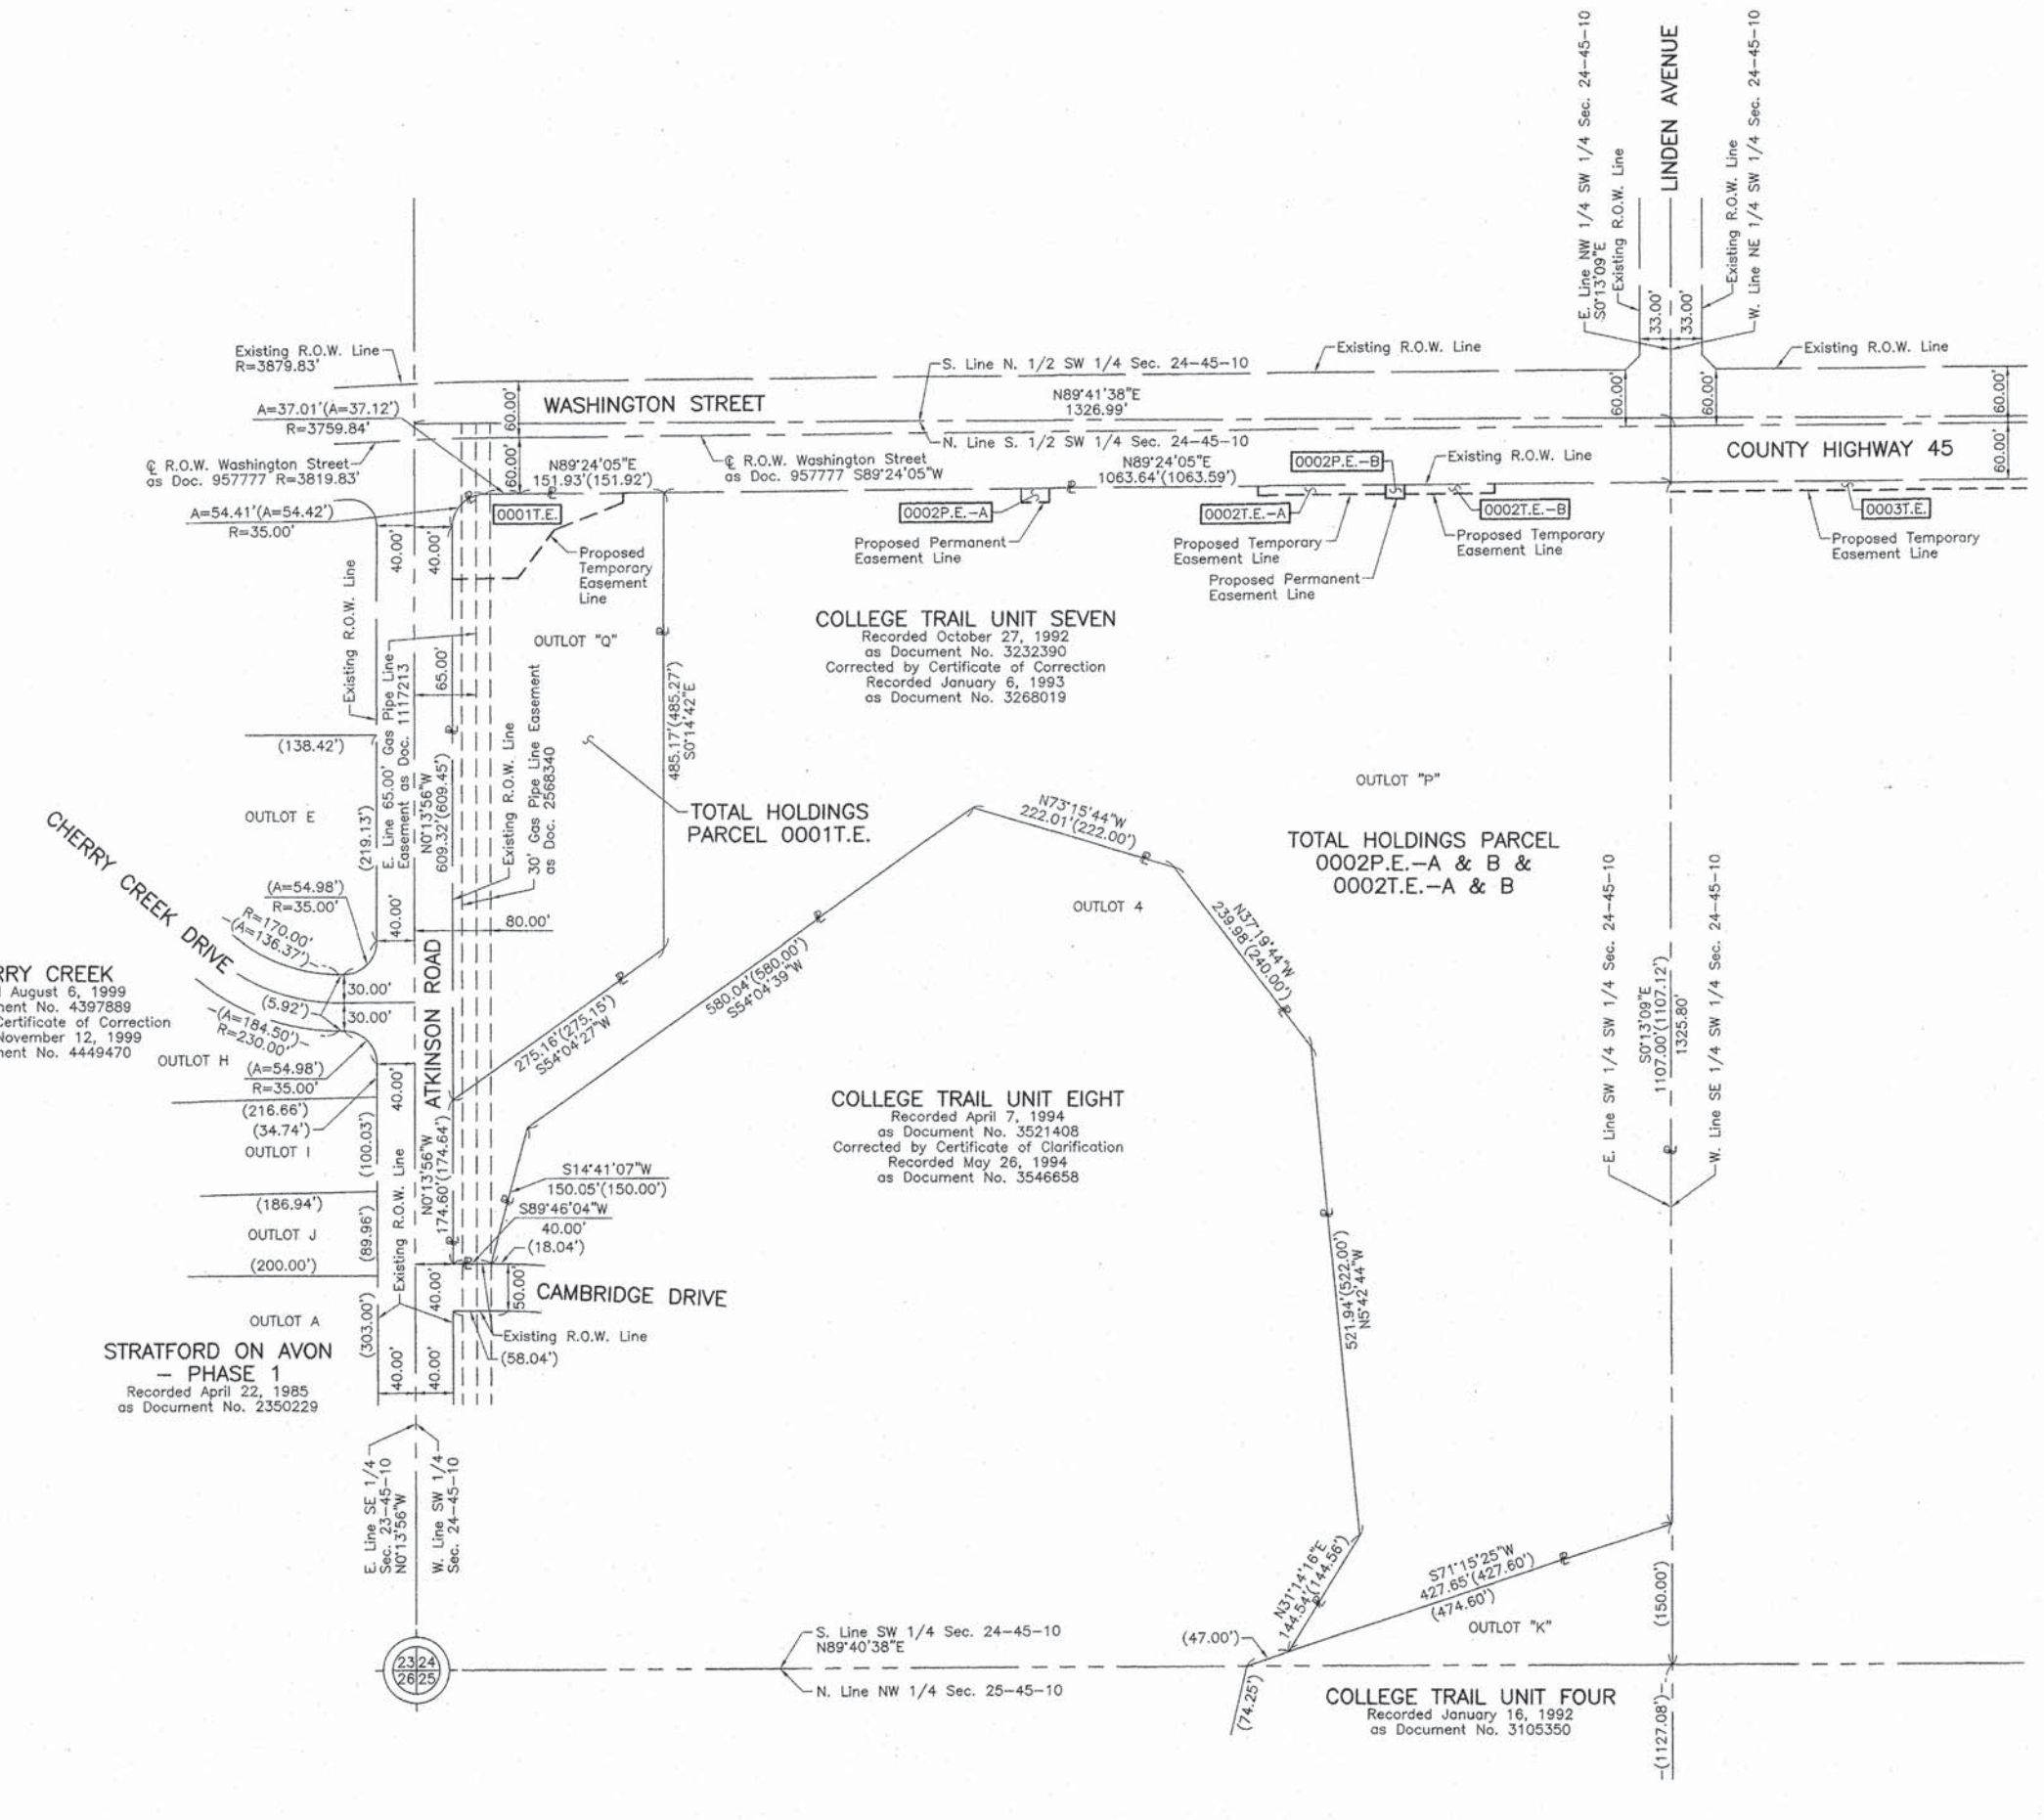 E. Line NW 1/4 SW 1/4 Sec. 24-45-10
S0°13'09"E
Existing R.O.W. Line
LINDEN AVENUE
Existing R.O.W. Line
W. Line NE 1/4 SW 1/4 Sec. 24-45-10
33.00'
33.00'
Existing R.O.W. Line
R=3879.83'
S. Line N. 1/2 SW 1/4 Sec. 24-45-10
Existing R.O.W. Line
Existing R.O.W. Line
A=37.01'(A=37.12')
R=3759.84'
60.00'
WASHINGTON STREET
N89°41'38"E
1326.99'
60.00'
60.00'
60.00'
N. Line S. 1/2 SW 1/4 Sec. 24-45-10
℄ R.O.W. Washington Street
as Doc. 957777 R=3819.83'
60.00'
N89°24'05"E
151.93'(151.92')
℄ R.O.W. Washington Street
as Doc. 957777 S89°24'05"W
N89°24'05"E
1063.64'(1063.59')
0002P.E.-B
Existing R.O.W. Line
COUNTY HIGHWAY 45
60.00'
A=54.41'(A=54.42')
R=35.00'
0001T.E.
0002P.E.-A
0002T.E.-A
0002T.E.-B
0003T.E.
40.00'
40.00'
Proposed
Temporary
Easement
Line
Proposed Permanent
Easement Line
Proposed Temporary
Easement Line
Proposed Permanent
Easement Line
Proposed Temporary
Easement Line
Proposed Temporary
Easement Line
Existing R.O.W. Line
COLLEGE TRAIL UNIT SEVEN
Recorded October 27, 1992
as Document No. 3232390
Corrected by Certificate of Correction
Recorded January 6, 1993
as Document No. 3268019
OUTLOT "Q"
65.00'
E. Line 65.00' Gas Pipe Line
Easement as Doc. 1117213
N0°13'56"W
609.32'(609.45')
Existing R.O.W. Line
30' Gas Pipe Line Easement
as Doc. 2568340
485.17'(485.27')
S0°14'42"E
(138.42')
OUTLOT E
(219.13')
TOTAL HOLDINGS
PARCEL 0001T.E.
N73°15'44"W
222.01'(222.00')
OUTLOT "P"
TOTAL HOLDINGS PARCEL
0002P.E.-A & B &
0002T.E.-A & B
CHERRY CREEK DRIVE
(A=54.98')
R=35.00'
R=170.00'
(A=136.37')
40.00'
80.00'
OUTLOT 4
N37°19'44"W
239.98'(240.00')
ATKINSON ROAD
RRY CREEK
August 6, 1999
ment No. 4397889
Certificate of Correction
November 12, 1999
ment No. 4449470
30.00'
(5.92')
30.00'
(A=184.50')
R=230.00'
580.04'(580.00')
S54°04'39"W
275.16'(275.15')
S54°04'27"W
E. Line SW 1/4 SW 1/4 Sec. 24-45-10
S0°13'09"E
1107.00'(1107.12')
1325.80'
W. Line SE 1/4 SW 1/4 Sec. 24-45-10
OUTLOT H
(A=54.98')
R=35.00'
(216.66')
(34.74')
40.00'
OUTLOT I
(100.03')
Existing R.O.W. Line
N0°13'56"W
174.60'(174.64')
COLLEGE TRAIL UNIT EIGHT
Recorded April 7, 1994
as Document No. 3521408
Corrected by Certificate of Clarification
Recorded May 26, 1994
as Document No. 3546658
S14°41'07"W
150.05'(150.00')
(186.94')
S89°46'04"W
40.00'
(18.04')
OUTLOT J
(89.96')
(200.00')
521.94'(522.00')
N5°42'44"W
40.00'
50.00'
CAMBRIDGE DRIVE
OUTLOT A
(303.00')
Existing R.O.W. Line
(58.04')
STRATFORD ON AVON
- PHASE 1
Recorded April 22, 1985
as Document No. 2350229
40.00'
40.00'
E. Line SE 1/4
Sec. 23-45-10
N0°13'56"W
W. Line SW 1/4
Sec. 24-45-10
N31°14'16"E
144.54'(144.56')
S71°15'25"W
427.65'(427.60')
(474.60')
(150.00')
OUTLOT "K"
(47.00')
S. Line SW 1/4 Sec. 24-45-10
N89°40'38"E
23 24
26 25
N. Line NW 1/4 Sec. 25-45-10
(74.25')
COLLEGE TRAIL UNIT FOUR
Recorded January 16, 1992
as Document No. 3105350
(1127.08')